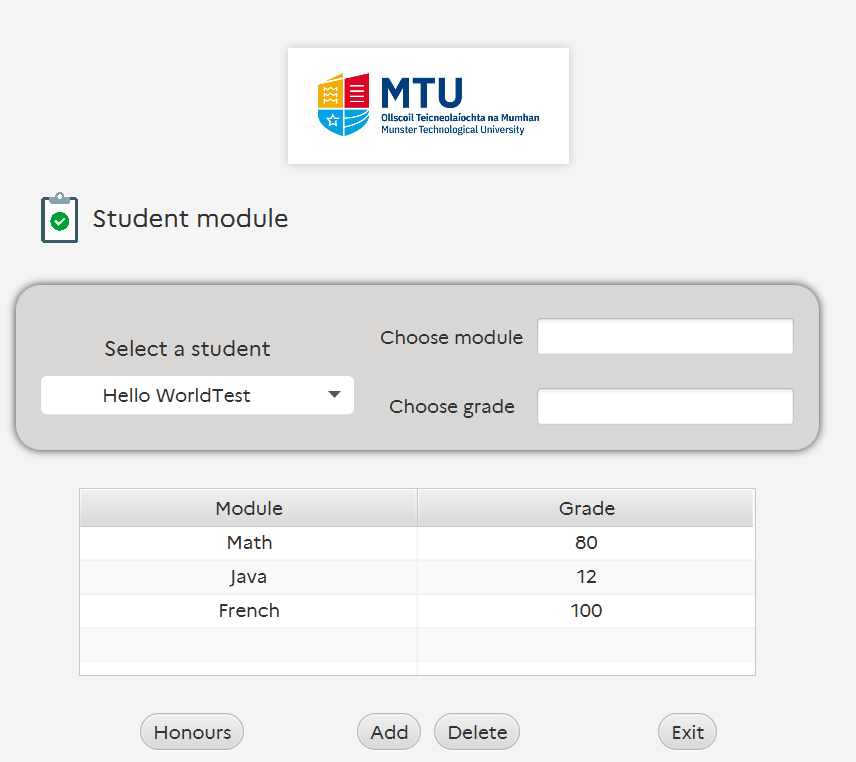 MTU
Ollscoil Teicneolaíochta na Mumhan
Munster Technological University
Student module
Select a student
Hello WorldTest
Choose module
Choose grade
Module Grade
Math 80
Java 12
French 100
Honours Add Delete Exit